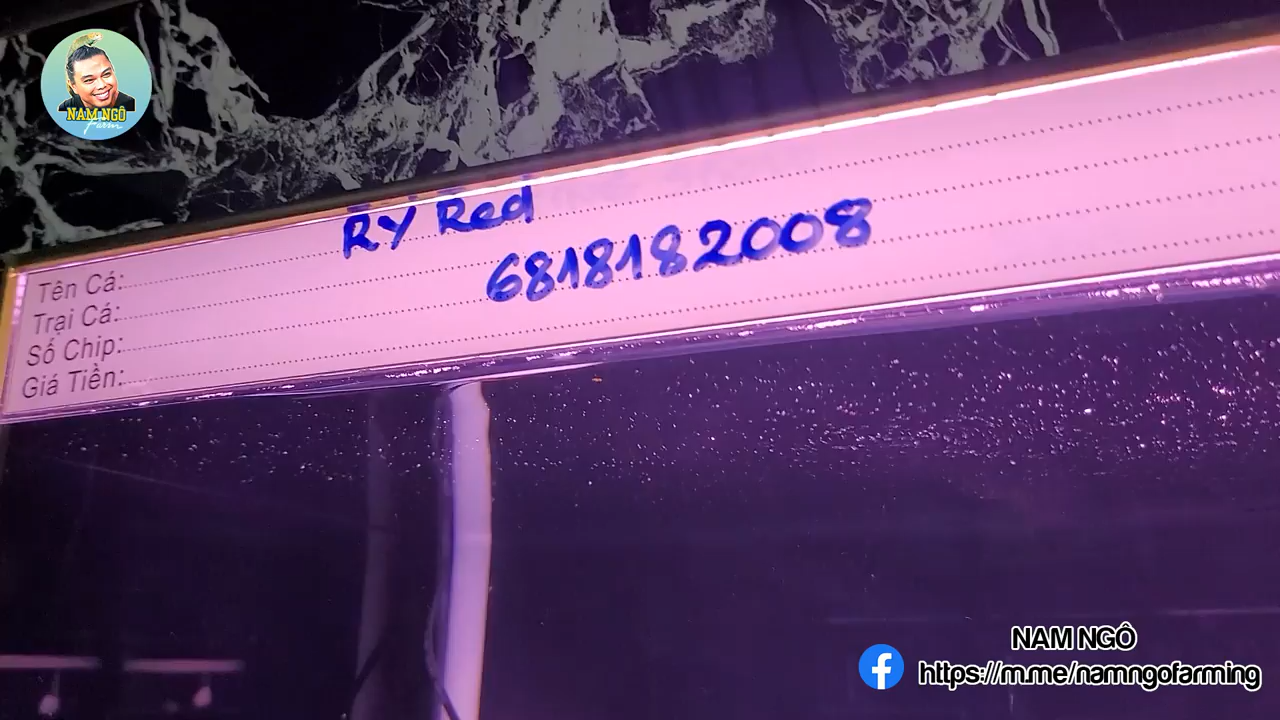 NAM NGÔ
Farm
RY Red
6818182008
Tên Cá:
Trại Cá:
Số Chip:
Giá Tiền:
NAM NGÔ
https://m.me/namngofarming